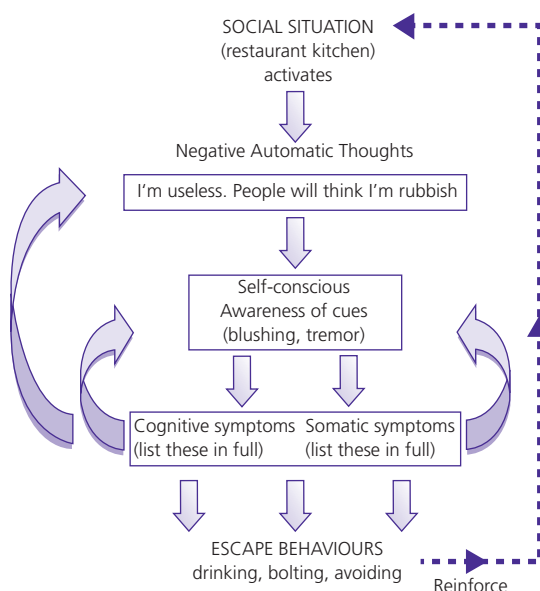 SOCIAL SITUATION
(restaurant kitchen)
activates
Negative Automatic Thoughts
I'm useless. People will think I'm rubbish
Self-conscious
Awareness of cues
(blushing, tremor)
Cognitive symptoms
(list these in full)
Somatic symptoms
(list these in full)
ESCAPE BEHAVIOURS
drinking, bolting, avoiding
Reinforce